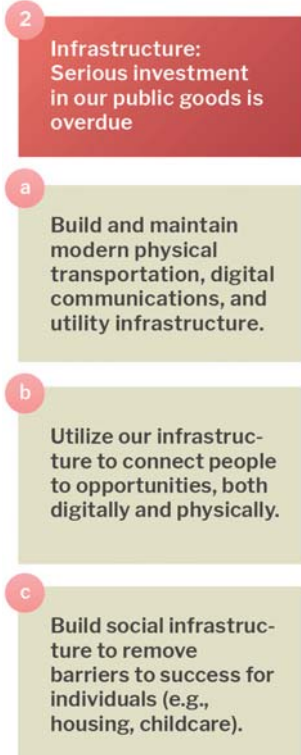 2
Infrastructure:
Serious investment
in our public goods is
overdue
a
Build and maintain
modern physical
transportation, digital
communications, and
utility infrastructure.
b
Utilize our infrastruc-
ture to connect people
to opportunities, both
digitally and physically.
c
Build social infrastruc-
ture to remove
barriers to success for
individuals (e.g.,
housing, childcare).